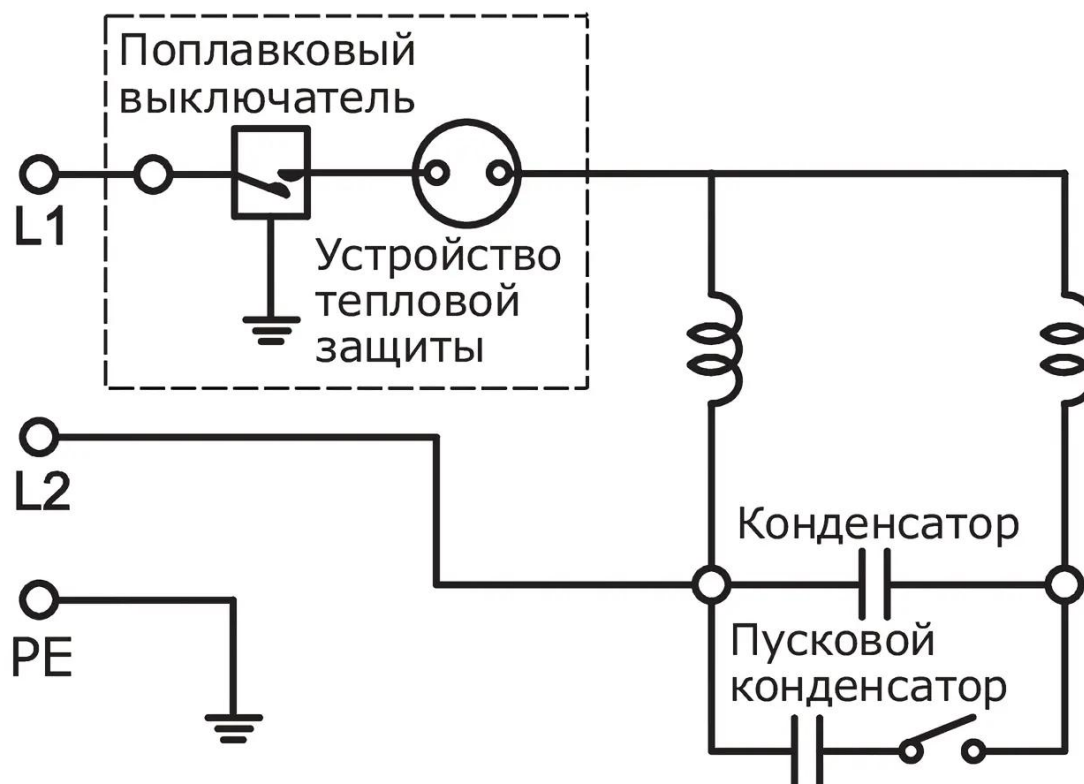 Поплавковый
выключатель
L1
Устройство
тепловой
защиты
L2
Конденсатор
PE
Пусковой
конденсатор